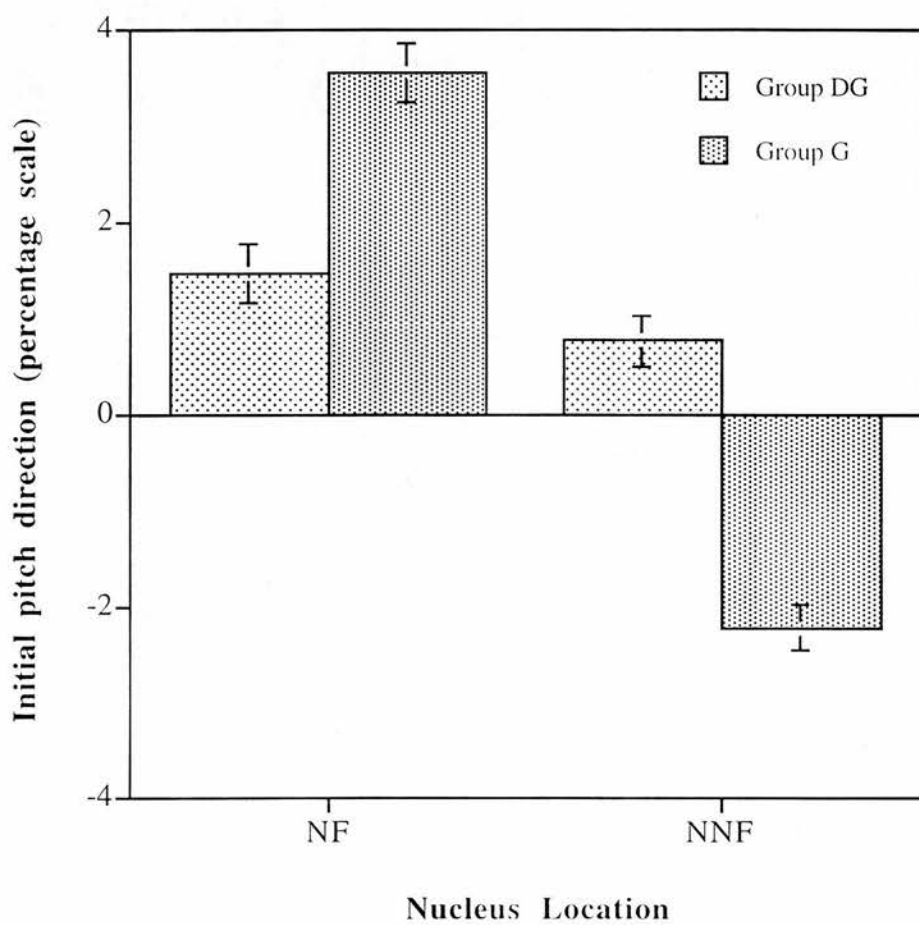 4
2
0
-2
-4
Initial pitch direction (percentage scale)
Group DG
Group G
NF
NNF
Nucleus Location